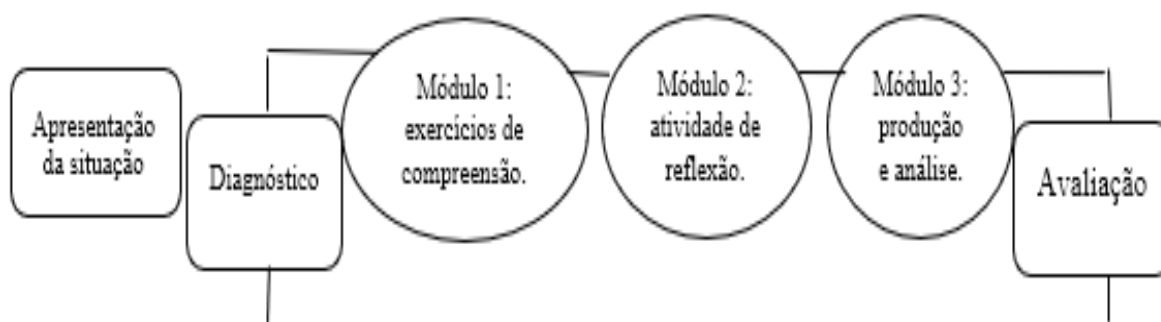 Apresentação
da situação
Diagnóstico
Módulo 1:
exercícios de
compreensão.
Módulo 2:
atividade de
reflexão.
Módulo 3:
produção
e análise.
Avaliação